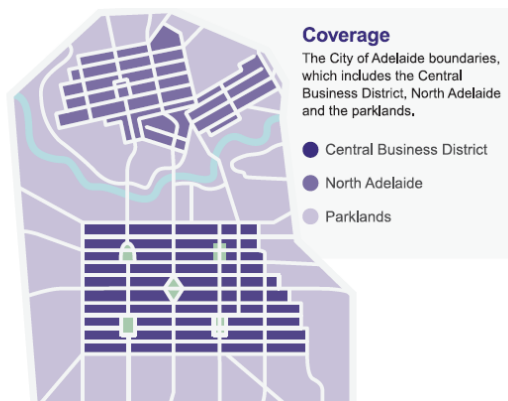 Coverage
The City of Adelaide boundaries,
which includes the Central
Business District, North Adelaide
and the parklands.
Central Business District
North Adelaide
Parklands